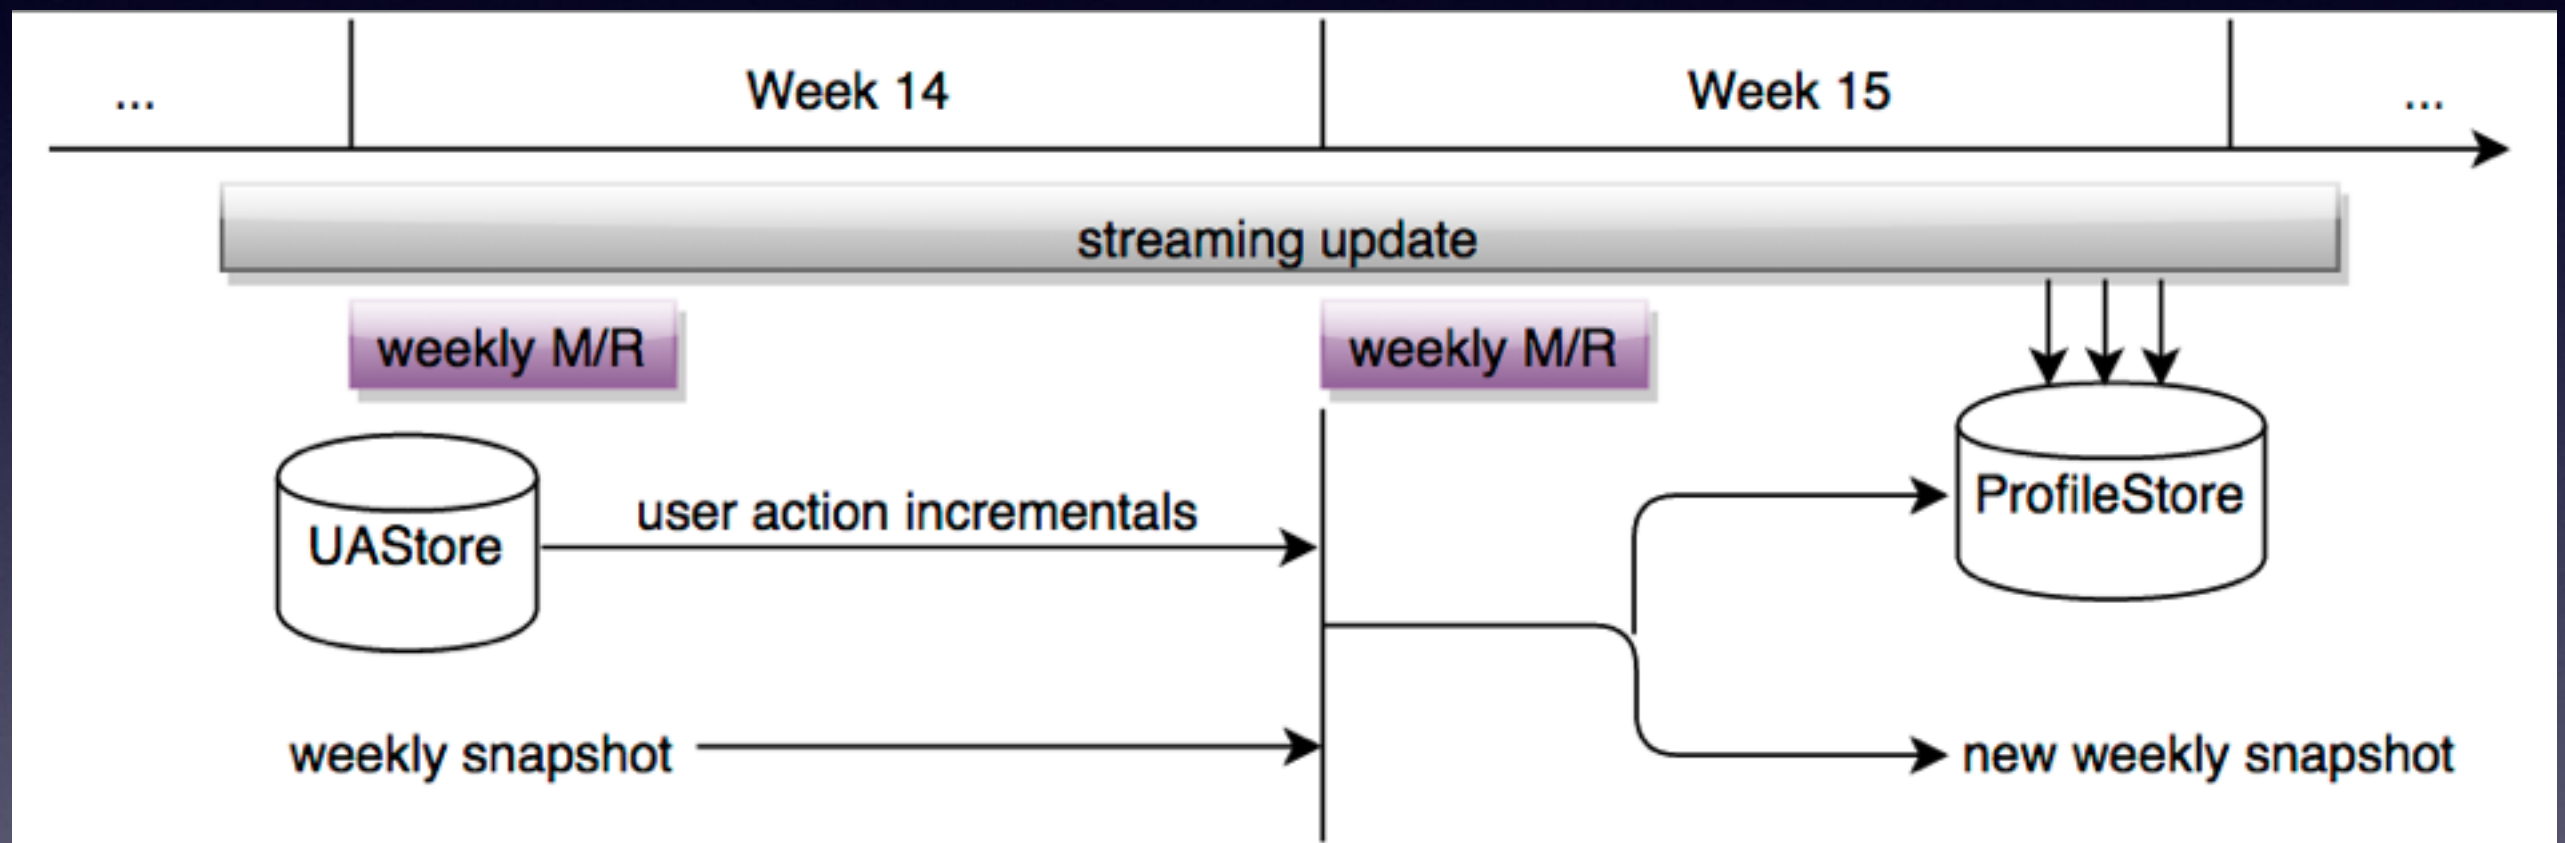 ...
Week 14
Week 15
...
streaming update
weekly M/R
weekly M/R
user action incrementals
UAStore
ProfileStore
weekly snapshot
new weekly snapshot